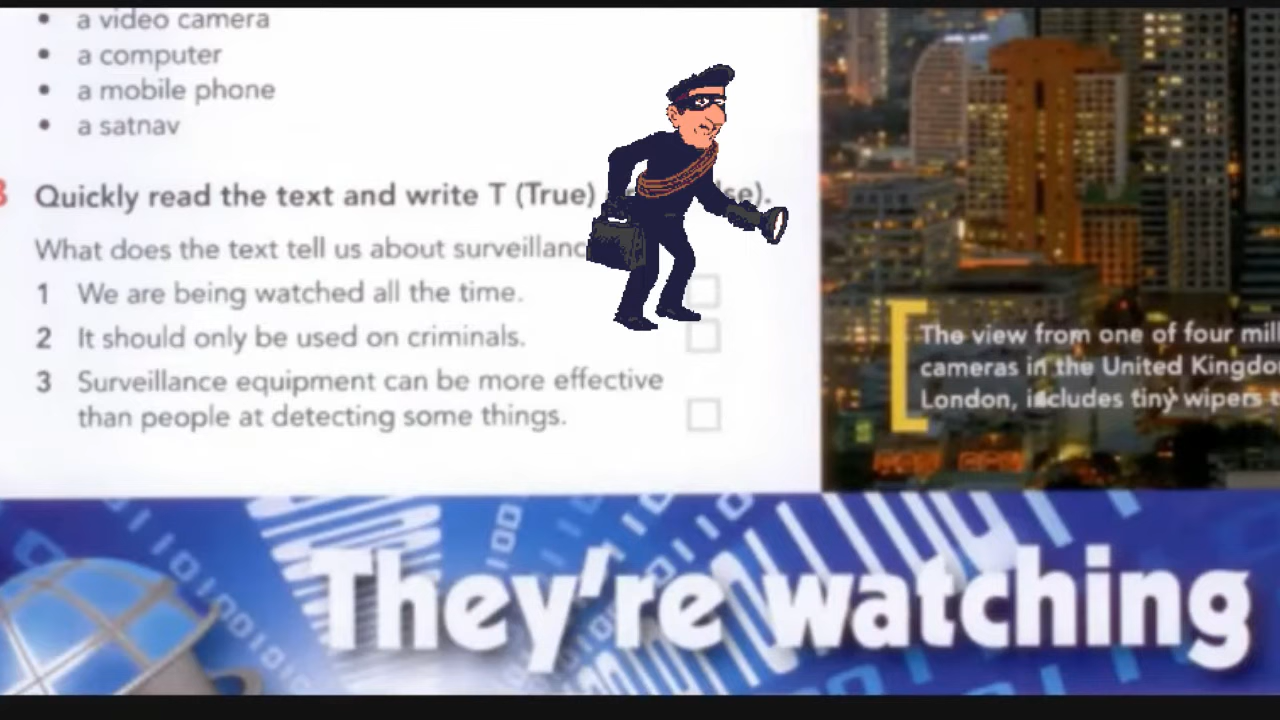 a video camera
a computer
a mobile phone
a satnav
3 Quickly read the text and write T (True) se).
What does the text tell us about surveillanc
1 We are being watched all the time.
2 It should only be used on criminals.
3 Surveillance equipment can be more effective
than people at detecting some things.
The view from one of four mill
cameras in the United Kingdo
London, includes tiny wipers t
They're watching